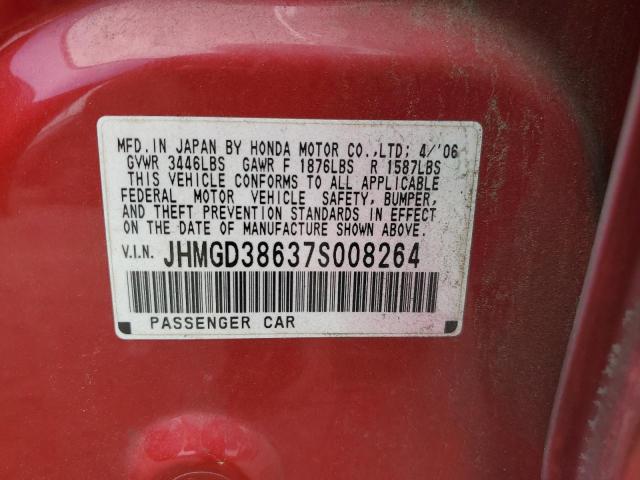 MFD. IN JAPAN BY HONDA MOTOR CO., LTD; 4/'06
GVWR 3446LBS GAWR F 1876LBS R 1587LBS
THIS VEHICLE CONFORMS TO ALL APPLICABLE
FEDERAL MOTOR VEHICLE SAFETY, BUMPER,
AND THEFT PREVENTION STANDARDS IN EFFECT
ON THE DATE OF MANUFACTURE SHOWN ABOVE.
V.I.N. JHMGD38637S008264
PASSENGER CAR